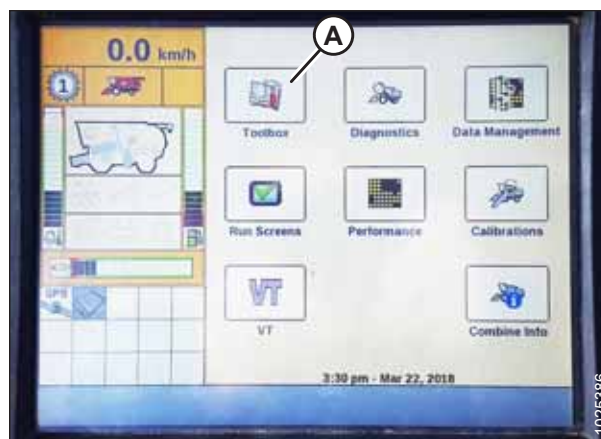 A
0.0 km/h
1
Toolbox
Diagnostics
Data Management
Run Screens
Performance
Calibrations
GPS
VT
VT
Combine Info
3:30 pm - Mar 22, 2018
1025286